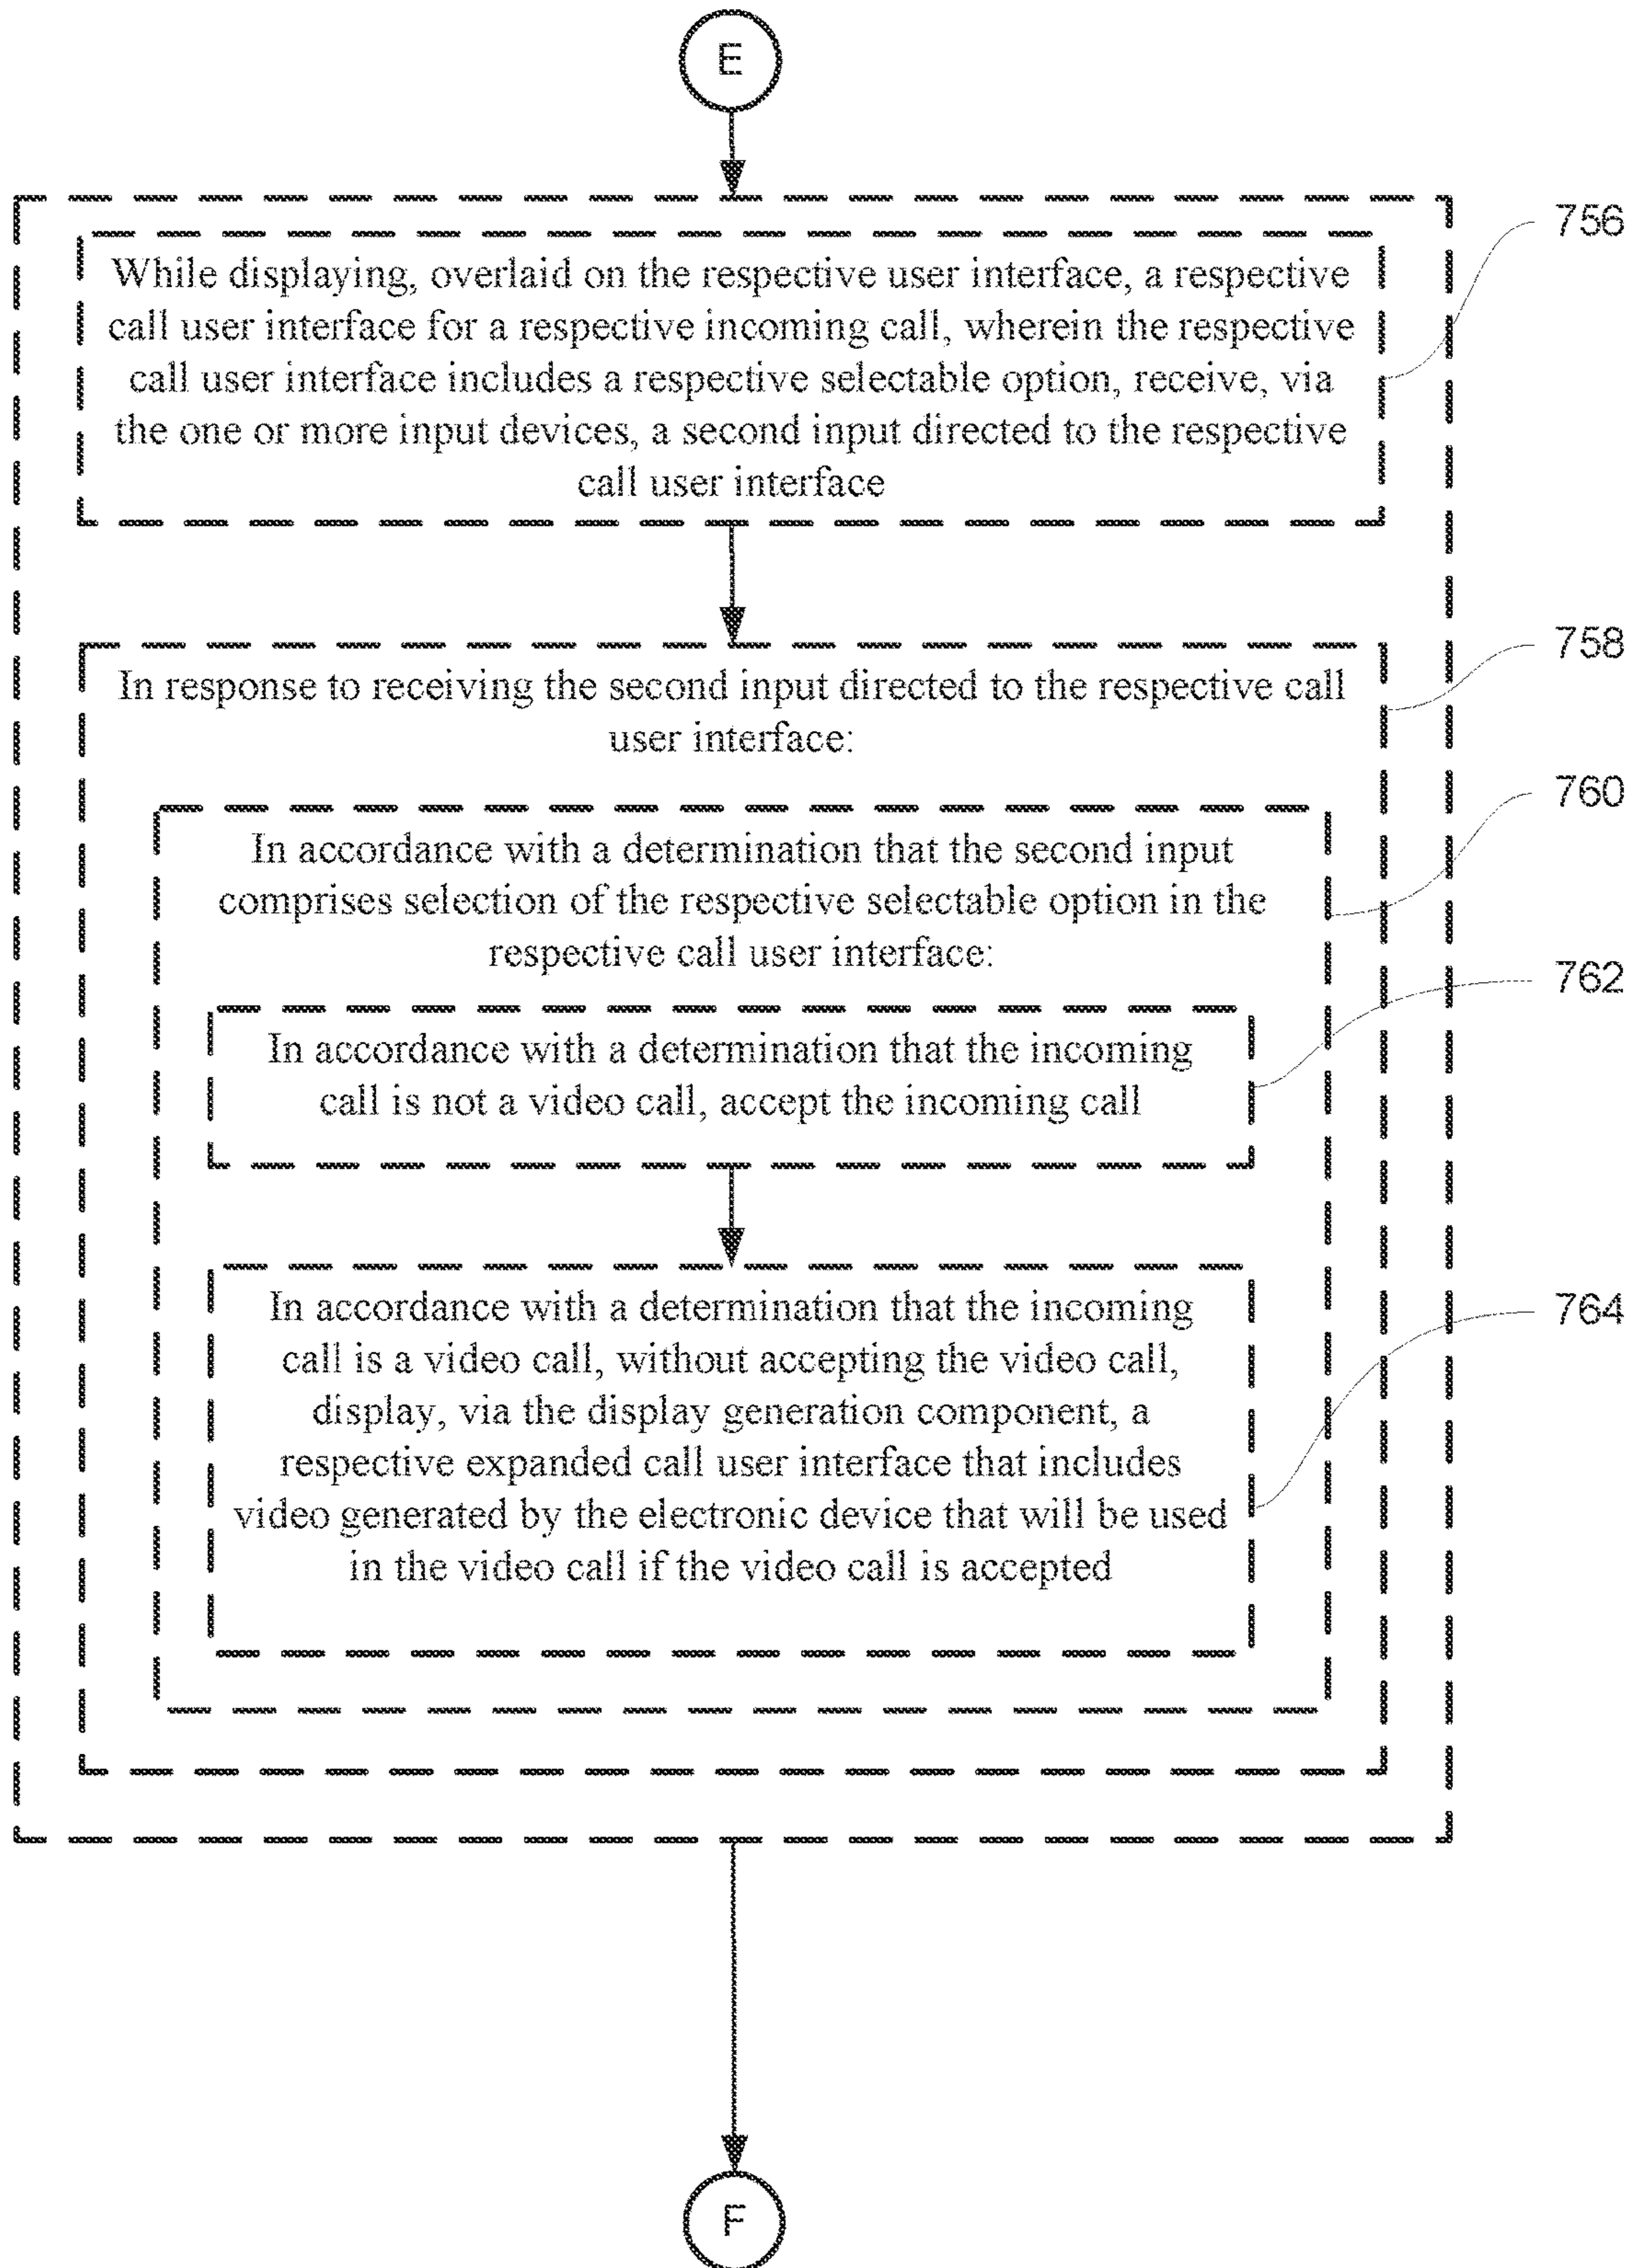 E
756
While displaying, overlaid on the respective user interface, a respective
call user interface for a respective incoming call, wherein the respective
call user interface includes a respective selectable option, receive, via
the one or more input devices, a second input directed to the respective
call user interface
758
In response to receiving the second input directed to the respective call
user interface:
760
In accordance with a determination that the second input
comprises selection of the respective selectable option in the
respective call user interface:
762
In accordance with a determination that the incoming
call is not a video call, accept the incoming call
764
In accordance with a determination that the incoming
call is a video call, without accepting the video call,
display, via the display generation component, a
respective expanded call user interface that includes
video generated by the electronic device that will be used
in the video call if the video call is accepted
F